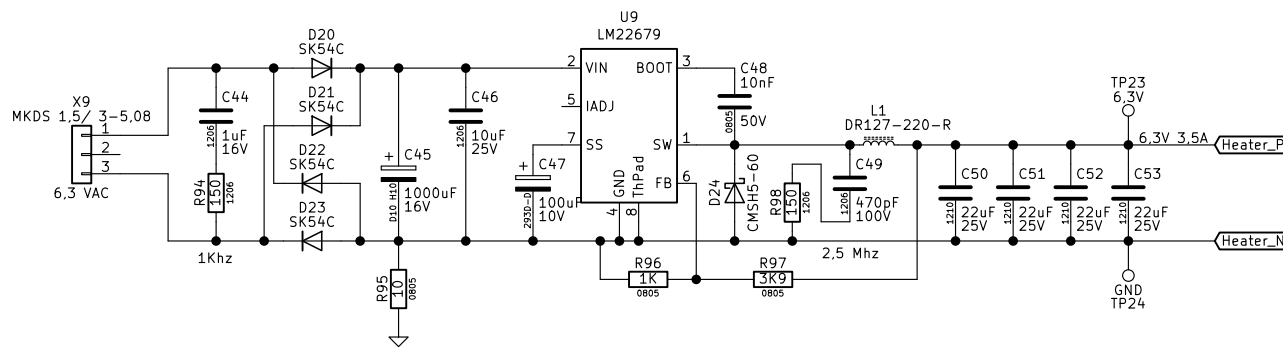 X9
MKDS 1,5/ 3-5,08
1
2
3
6,3 VAC
C44
1206
1uF
16V
R94
150
1206
1Khz
D20
SK54C
D21
SK54C
D22
SK54C
D23
SK54C
C45
+
1000uF
16V
D10 H10
R95
10
0805
C46
1206
10uF
25V
U9
LM22679
2 VIN
BOOT 3
5 IADJ
7 SS
SW 1
FB 6
GND
4
ThPad
8
+
C47
100uF
10V
293D-D
C48
10nF
0805
50V
D24
CMSH5-60
R98
150
1206
C49
1206
470pF
100V
L1
DR127-220-R
2,5 Mhz
R96
1K
0805
R97
3K9
0805
C50
1210
22uF
25V
C51
1210
22uF
25V
C52
1210
22uF
25V
C53
1210
22uF
25V
TP23
6,3V
6,3V 3,5A
Heater_P
Heater_N
GND
TP24